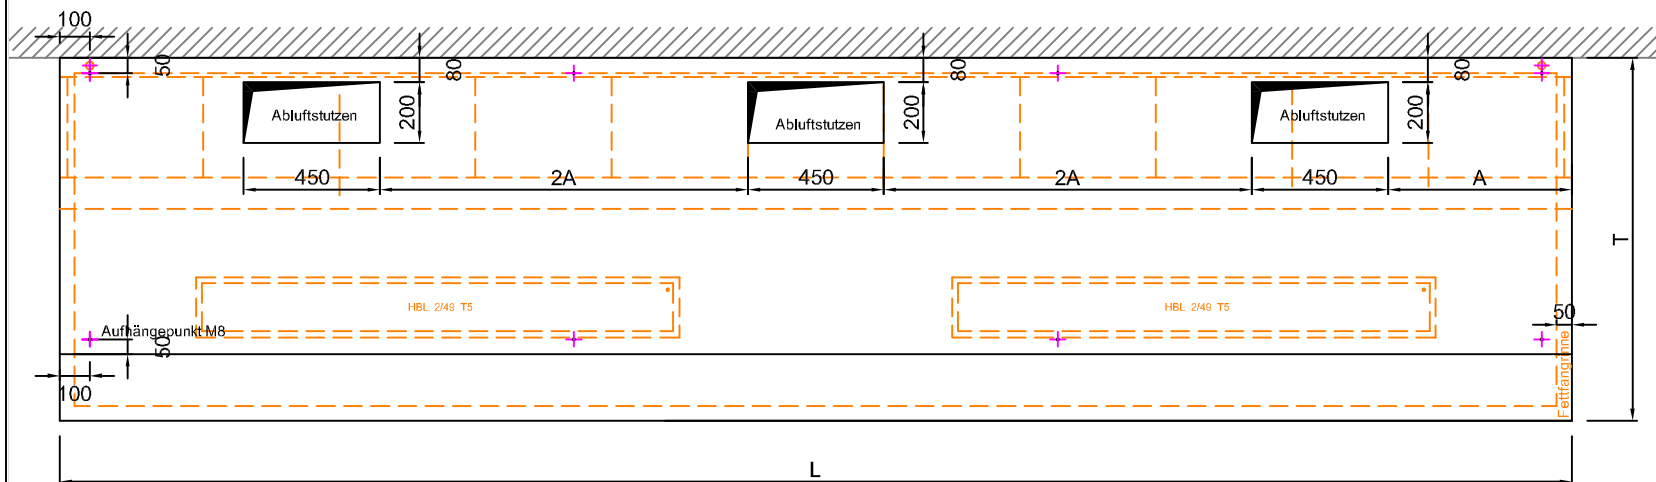 100
50
80
80
80
Abluftstutzen
200
Abluftstutzen
200
Abluftstutzen
200
450
2A
450
2A
450
A
T
HBL 2/49 T5
HBL 2/49 T5
50
Aufhängepunkt M8
50
100
Fettfangrinne
L